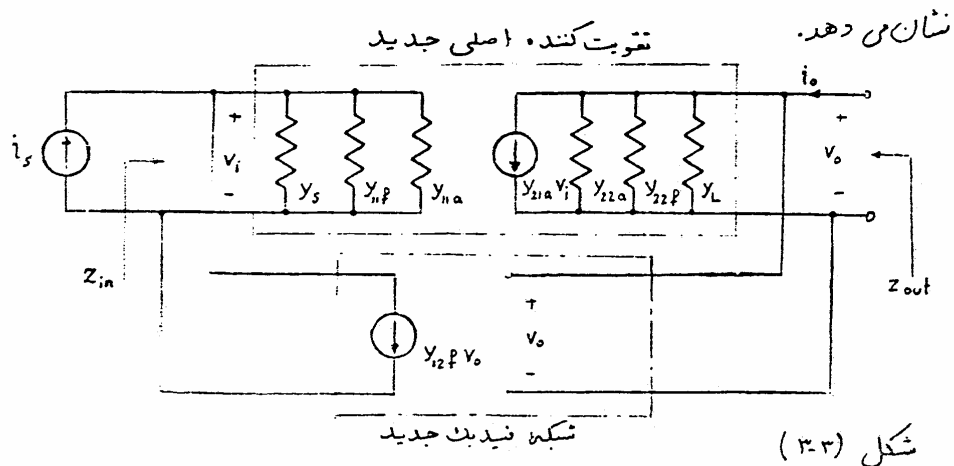 نشان می دهد.
تقویت کننده اصلی جدید
i_o
i_s
+
v_i
-
y_s
y_11f
y_11a
y_21a v_i
y_22a
y_22f
y_L
+
v_o
-
z_in
z_out
+
v_o
-
y_12f v_o
شبکه فیدبک جدید
شکل (۳-۳)